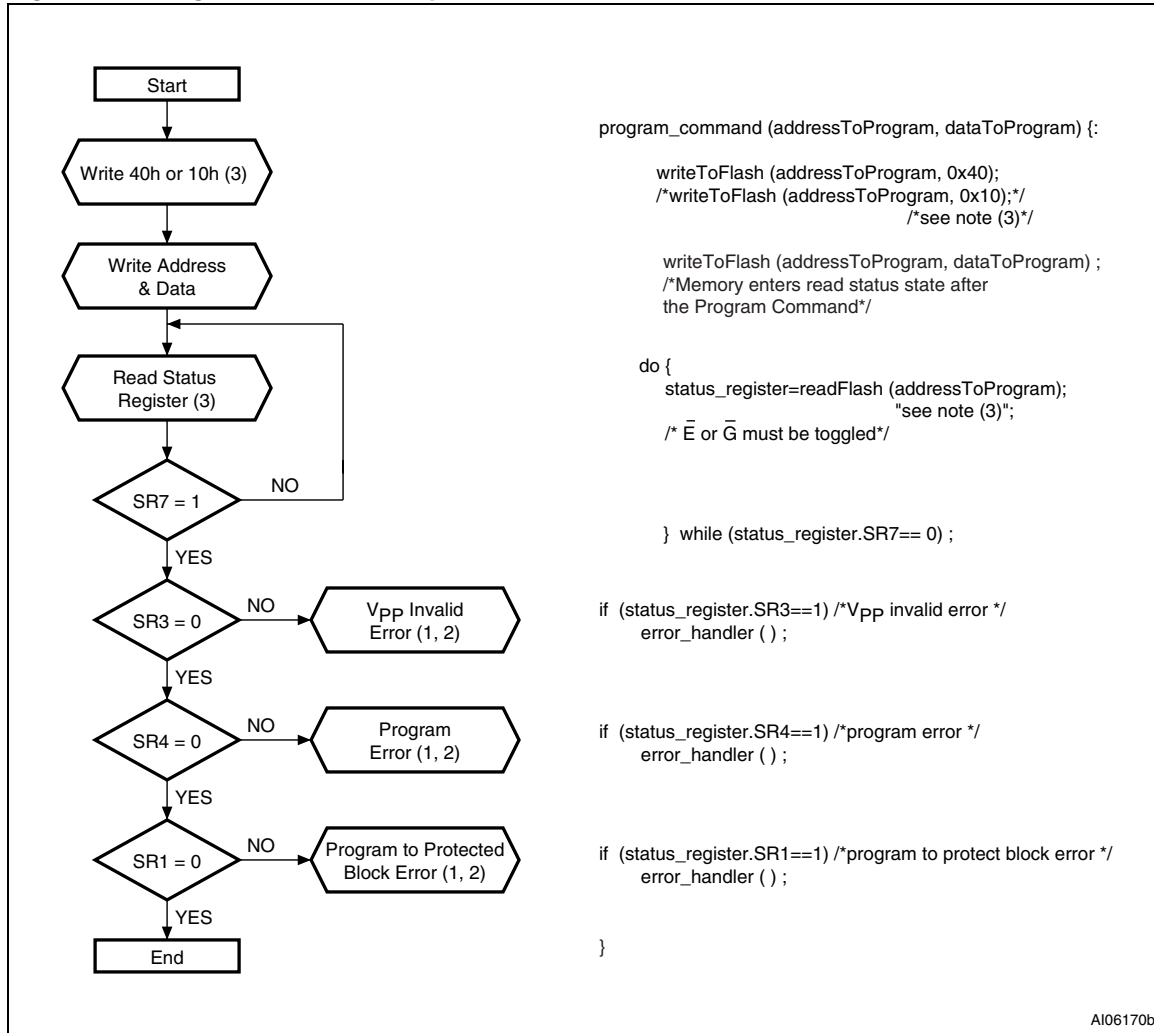 Start
Write 40h or 10h (3)
Write Address
& Data
Read Status
Register (3)
SR7 = 1
NO
YES
SR3 = 0
NO
VPP Invalid
Error (1, 2)
YES
SR4 = 0
NO
Program
Error (1, 2)
YES
SR1 = 0
NO
Program to Protected
Block Error (1, 2)
YES
End
program_command (addressToProgram, dataToProgram) {:
writeToFlash (addressToProgram, 0x40);
/*writeToFlash (addressToProgram, 0x10);*/
/*see note (3)*/
writeToFlash (addressToProgram, dataToProgram) ;
/*Memory enters read status state after
the Program Command*/
do {
status_register=readFlash (addressToProgram);
"see note (3)";
/* E̅ or G̅ must be toggled*/
} while (status_register.SR7== 0) ;
if (status_register.SR3==1) /*VPP invalid error */
error_handler ( ) ;
if (status_register.SR4==1) /*program error */
error_handler ( ) ;
if (status_register.SR1==1) /*program to protect block error */
error_handler ( ) ;
}
AI06170b